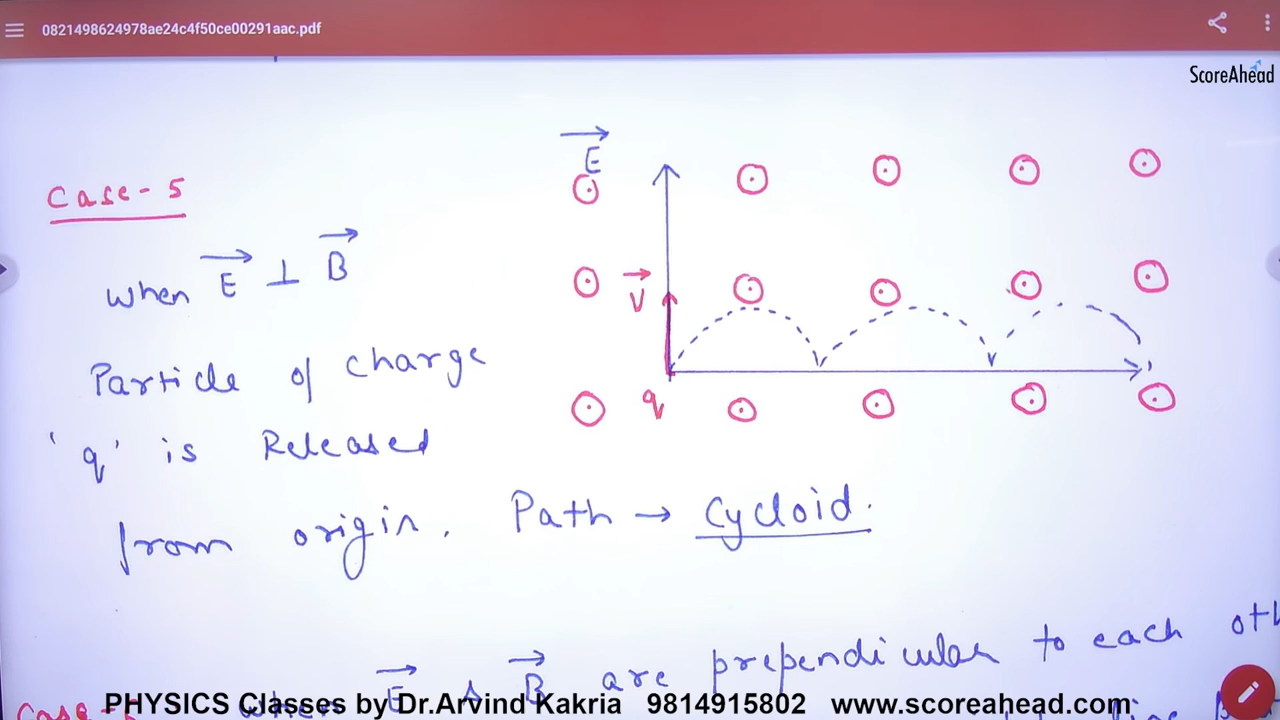 0821498624978ae24c4f50ce00291aac.pdf
ScoreAhead
E
Case - 5
When E ⊥ B
V
Particle of charge
q
'q' is Released
from origin. Path → Cycloid.
E & B are prependicular to each
PHYSICS Classes by Dr.Arvind Kakria 9814915802 www.scoreahead.com